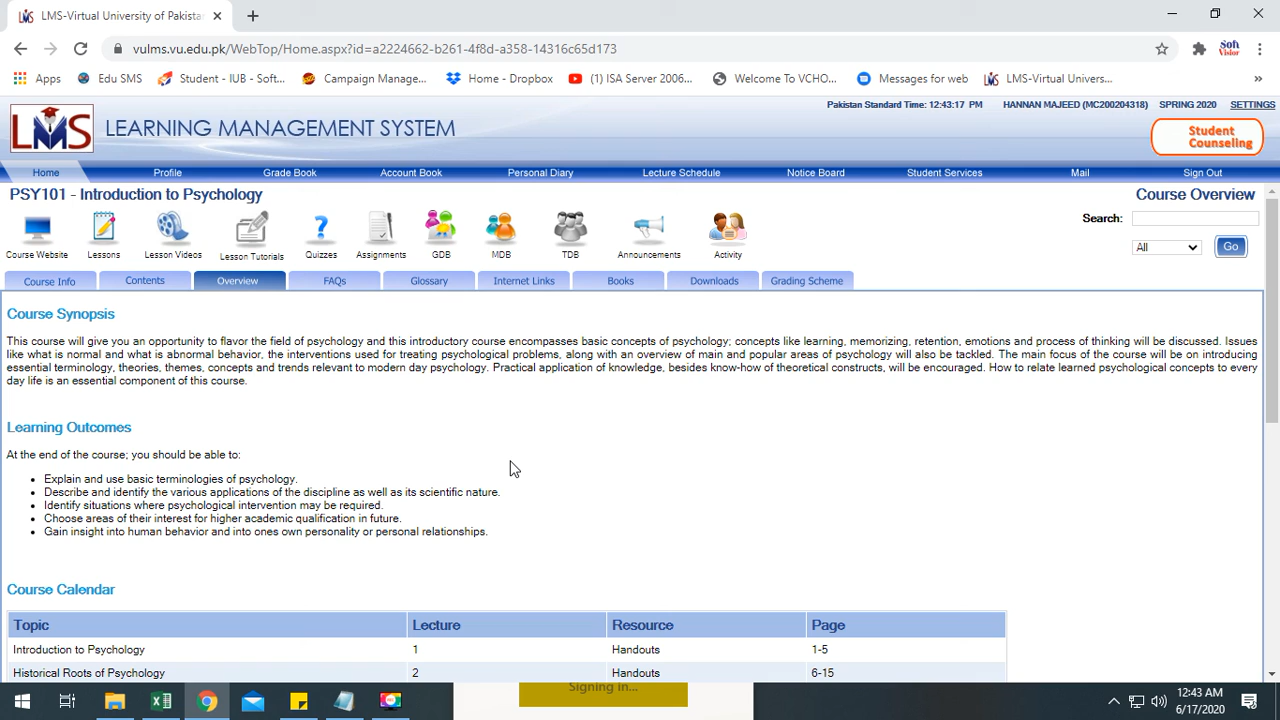 LMS-Virtual University of Pakista
vulms.vu.edu.pk/WebTop/Home.aspx?id=a2224662-b261-4f8d-a358-14316c65d173
Apps
Edu SMS
Student - IUB - Soft...
Campaign Manage...
Home - Dropbox
(1) ISA Server 2006...
Welcome To VCHO...
Messages for web
LMS-Virtual Univers...
»
Soft Visior
Pakistan Standard Time: 12:43:17 PM
HANNAN MAJEED (MC200204318)
SPRING 2020
SETTINGS
LMS
LEARNING MANAGEMENT SYSTEM
Student Counseling
Home
Profile
Grade Book
Account Book
Personal Diary
Lecture Schedule
Notice Board
Student Services
Mail
Sign Out
PSY101 - Introduction to Psychology
Course Overview
Search:
All
Go
Course Website
Lessons
Lesson Videos
Lesson Tutorials
Quizzes
Assignments
GDB
MDB
TDB
Announcements
Activity
Course Info
Contents
Overview
FAQs
Glossary
Internet Links
Books
Downloads
Grading Scheme
Course Synopsis
This course will give you an opportunity to flavor the field of psychology and this introductory course encompasses basic concepts of psychology; concepts like learning, memorizing, retention, emotions and process of thinking will be discussed. Issues
like what is normal and what is abnormal behavior, the interventions used for treating psychological problems, along with an overview of main and popular areas of psychology will also be tackled. The main focus of the course will be on introducing
essential terminology, theories, themes, concepts and trends relevant to modern day psychology. Practical application of knowledge, besides know-how of theoretical constructs, will be encouraged. How to relate learned psychological concepts to every
day life is an essential component of this course.
Learning Outcomes
At the end of the course; you should be able to:
Explain and use basic terminologies of psychology.
Describe and identify the various applications of the discipline as well as its scientific nature.
Identify situations where psychological intervention may be required.
Choose areas of their interest for higher academic qualification in future.
Gain insight into human behavior and into ones own personality or personal relationships.
Course Calendar
Topic Lecture Resource Page
Introduction to Psychology 1 Handouts 1-5
Historical Roots of Psychology 2 Handouts 6-15
Signing in...
12:43 AM
6/17/2020